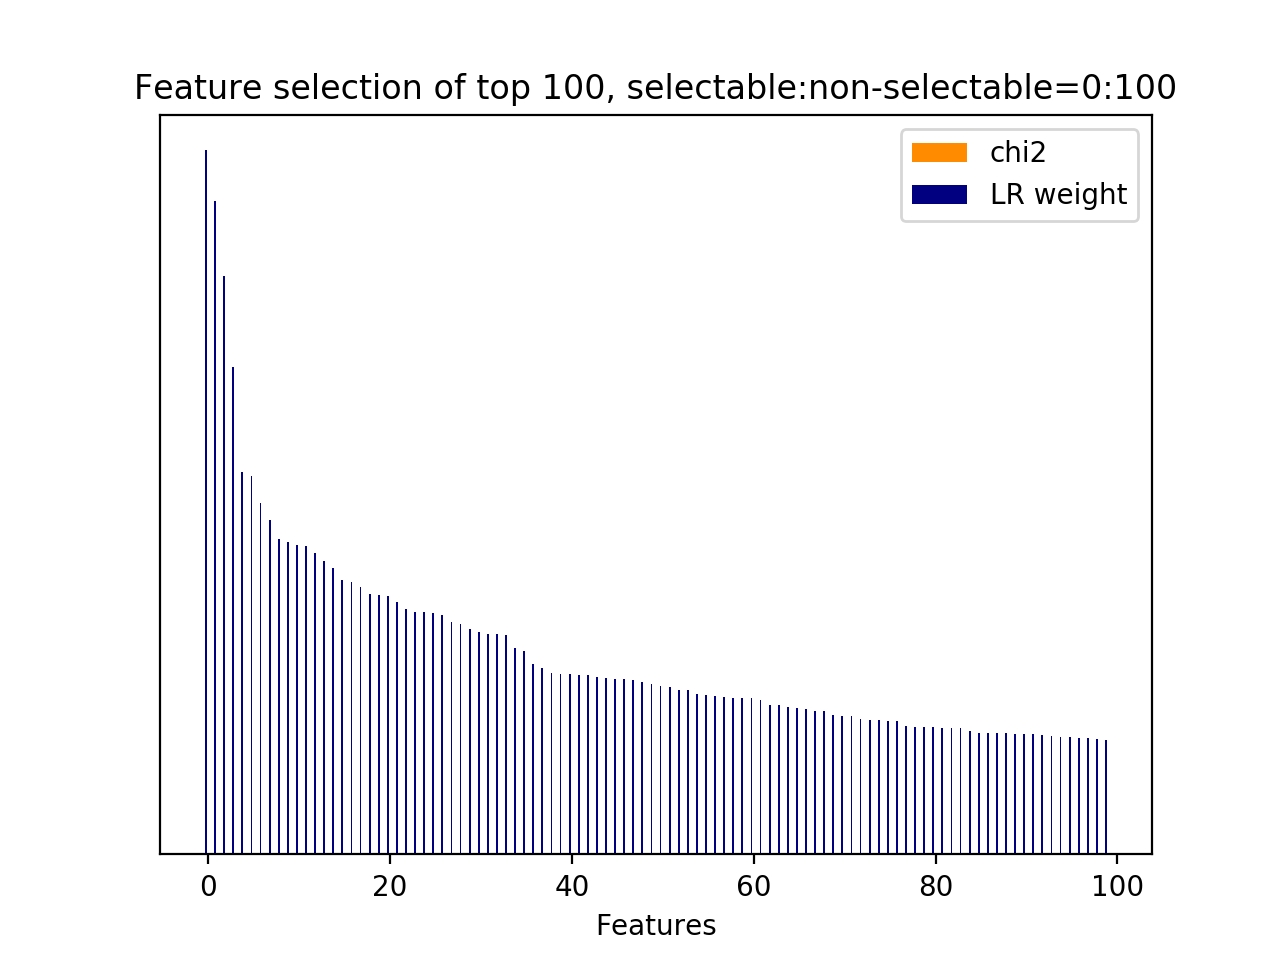 Feature selection of top 100, selectable:non-selectable=0:100
chi2
LR weight
0 20 40 60 80 100
Features